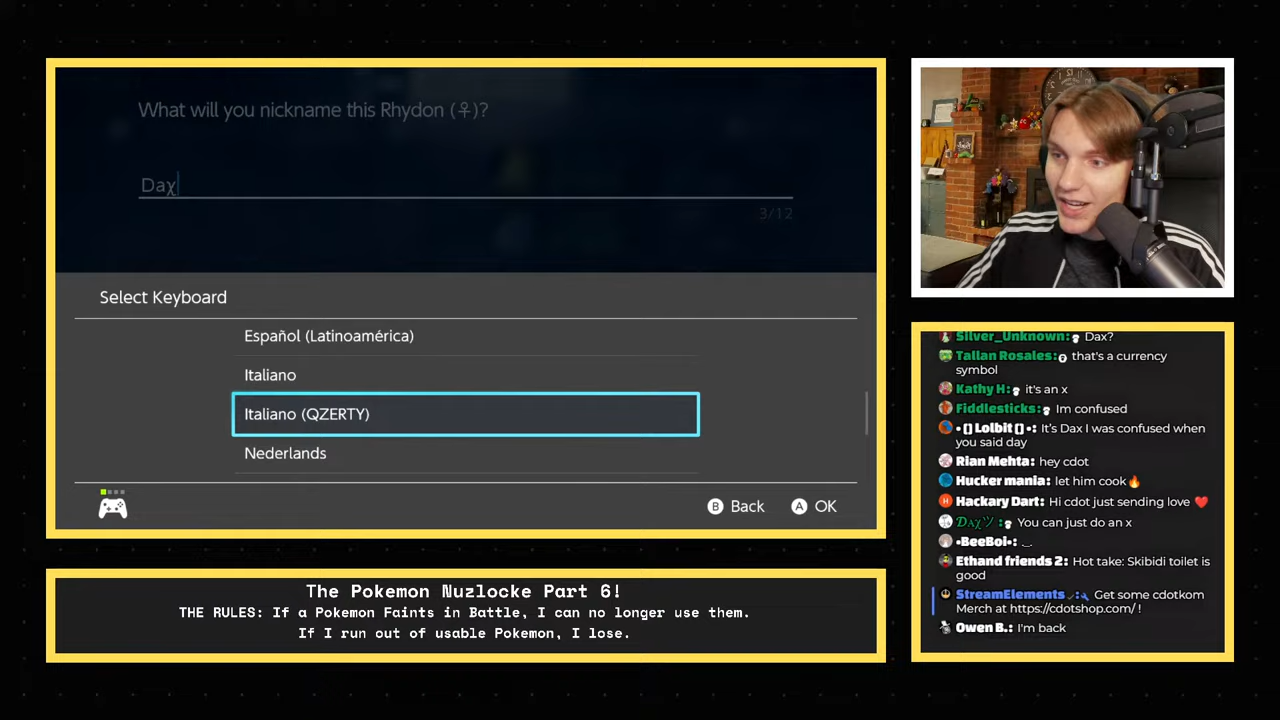 What will you nickname this Rhydon (♀)?
Daχ
3/12
Select Keyboard
Español (Latinoamérica)
Italiano
Italiano (QZERTY)
Nederlands
B Back
A OK
The Pokemon Nuzlocke Part 6!
THE RULES: If a Pokemon Faints in Battle, I can no longer use them.
If I run out of usable Pokemon, I lose.
Silver_Unknown: Dax?
Tallan Rosales: that's a currency
symbol
Kathy H: it's an x
Fiddlesticks: Im confused
•[] Lolbit []•: It's Dax I was confused when
you said day
Rian Mehta: hey cdot
Hucker mania: let him cook🔥
Hackary Dart: Hi cdot just sending love ❤️
Daχツ: You can just do an x
•BeeBoi•: ._.
Ethand friends 2: Hot take: Skibidi toilet is
good
StreamElements: Get some cdotkom
Merch at https://cdotshop.com/ !
Owen B.: I'm back